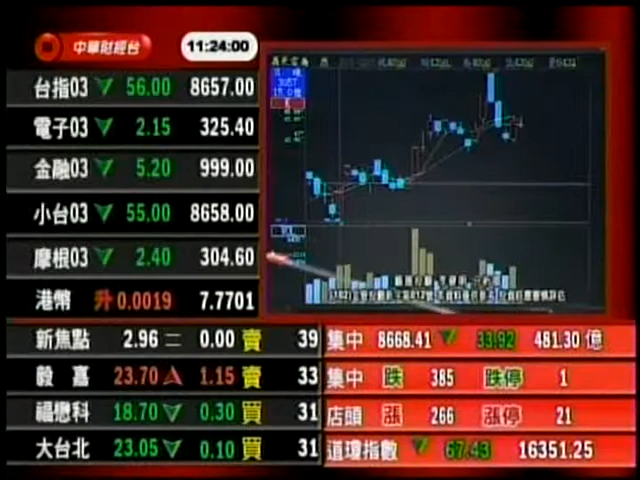 中華財經台 11:24:00
台指03 56.00 8657.00
電子03 2.15 325.40
金融03 5.20 999.00
小台03 55.00 8658.00
摩根03 2.40 304.60
港幣 升 0.0019 7.7701
新焦點 2.96 二 0.00 賣 39
毅嘉 23.70 1.15 賣 33
福懋科 18.70 0.30 買 31
大台北 23.05 0.10 買 31
集中 8668.41 33.92 481.30 億
集中 跌 385 跌停 1
店頭 漲 266 漲停 21
道瓊指數 67.43 16351.25